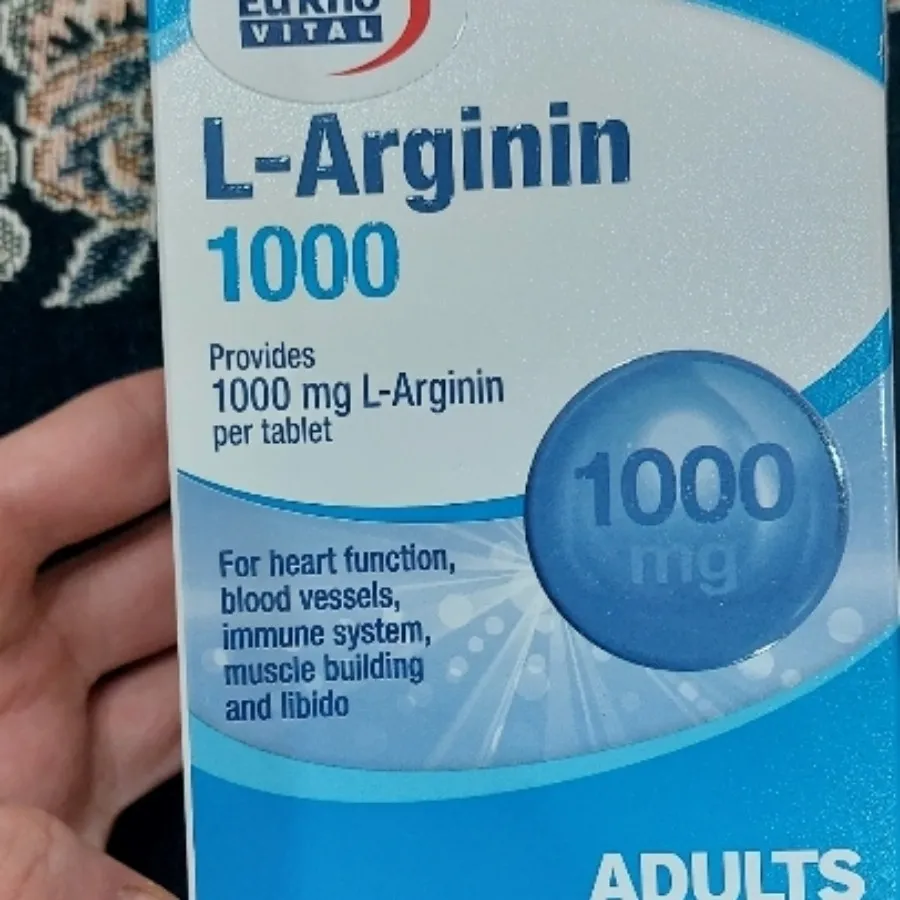 VITAL
L-Arginin
1000
Provides
1000 mg L-Arginin
per tablet
1000
mg
For heart function,
blood vessels,
immune system,
muscle building
and libido
ADULTS